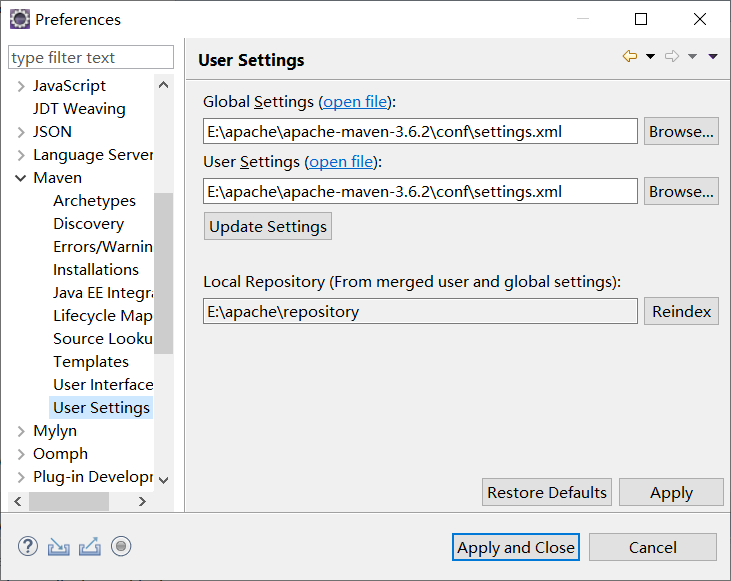 Preferences
type filter text
JavaScript
JDT Weaving
JSON
Language Server
Maven
Archetypes
Discovery
Errors/Warnin
Installations
Java EE Integra
Lifecycle Map
Source Looku
Templates
User Interface
User Settings
Mylyn
Oomph
Plug-in Developr
User Settings
Global Settings (open file):
E:\apache\apache-maven-3.6.2\conf\settings.xml
Browse...
User Settings (open file):
E:\apache\apache-maven-3.6.2\conf\settings.xml
Browse...
Update Settings
Local Repository (From merged user and global settings):
E:\apache\repository
Reindex
Restore Defaults
Apply
Apply and Close
Cancel